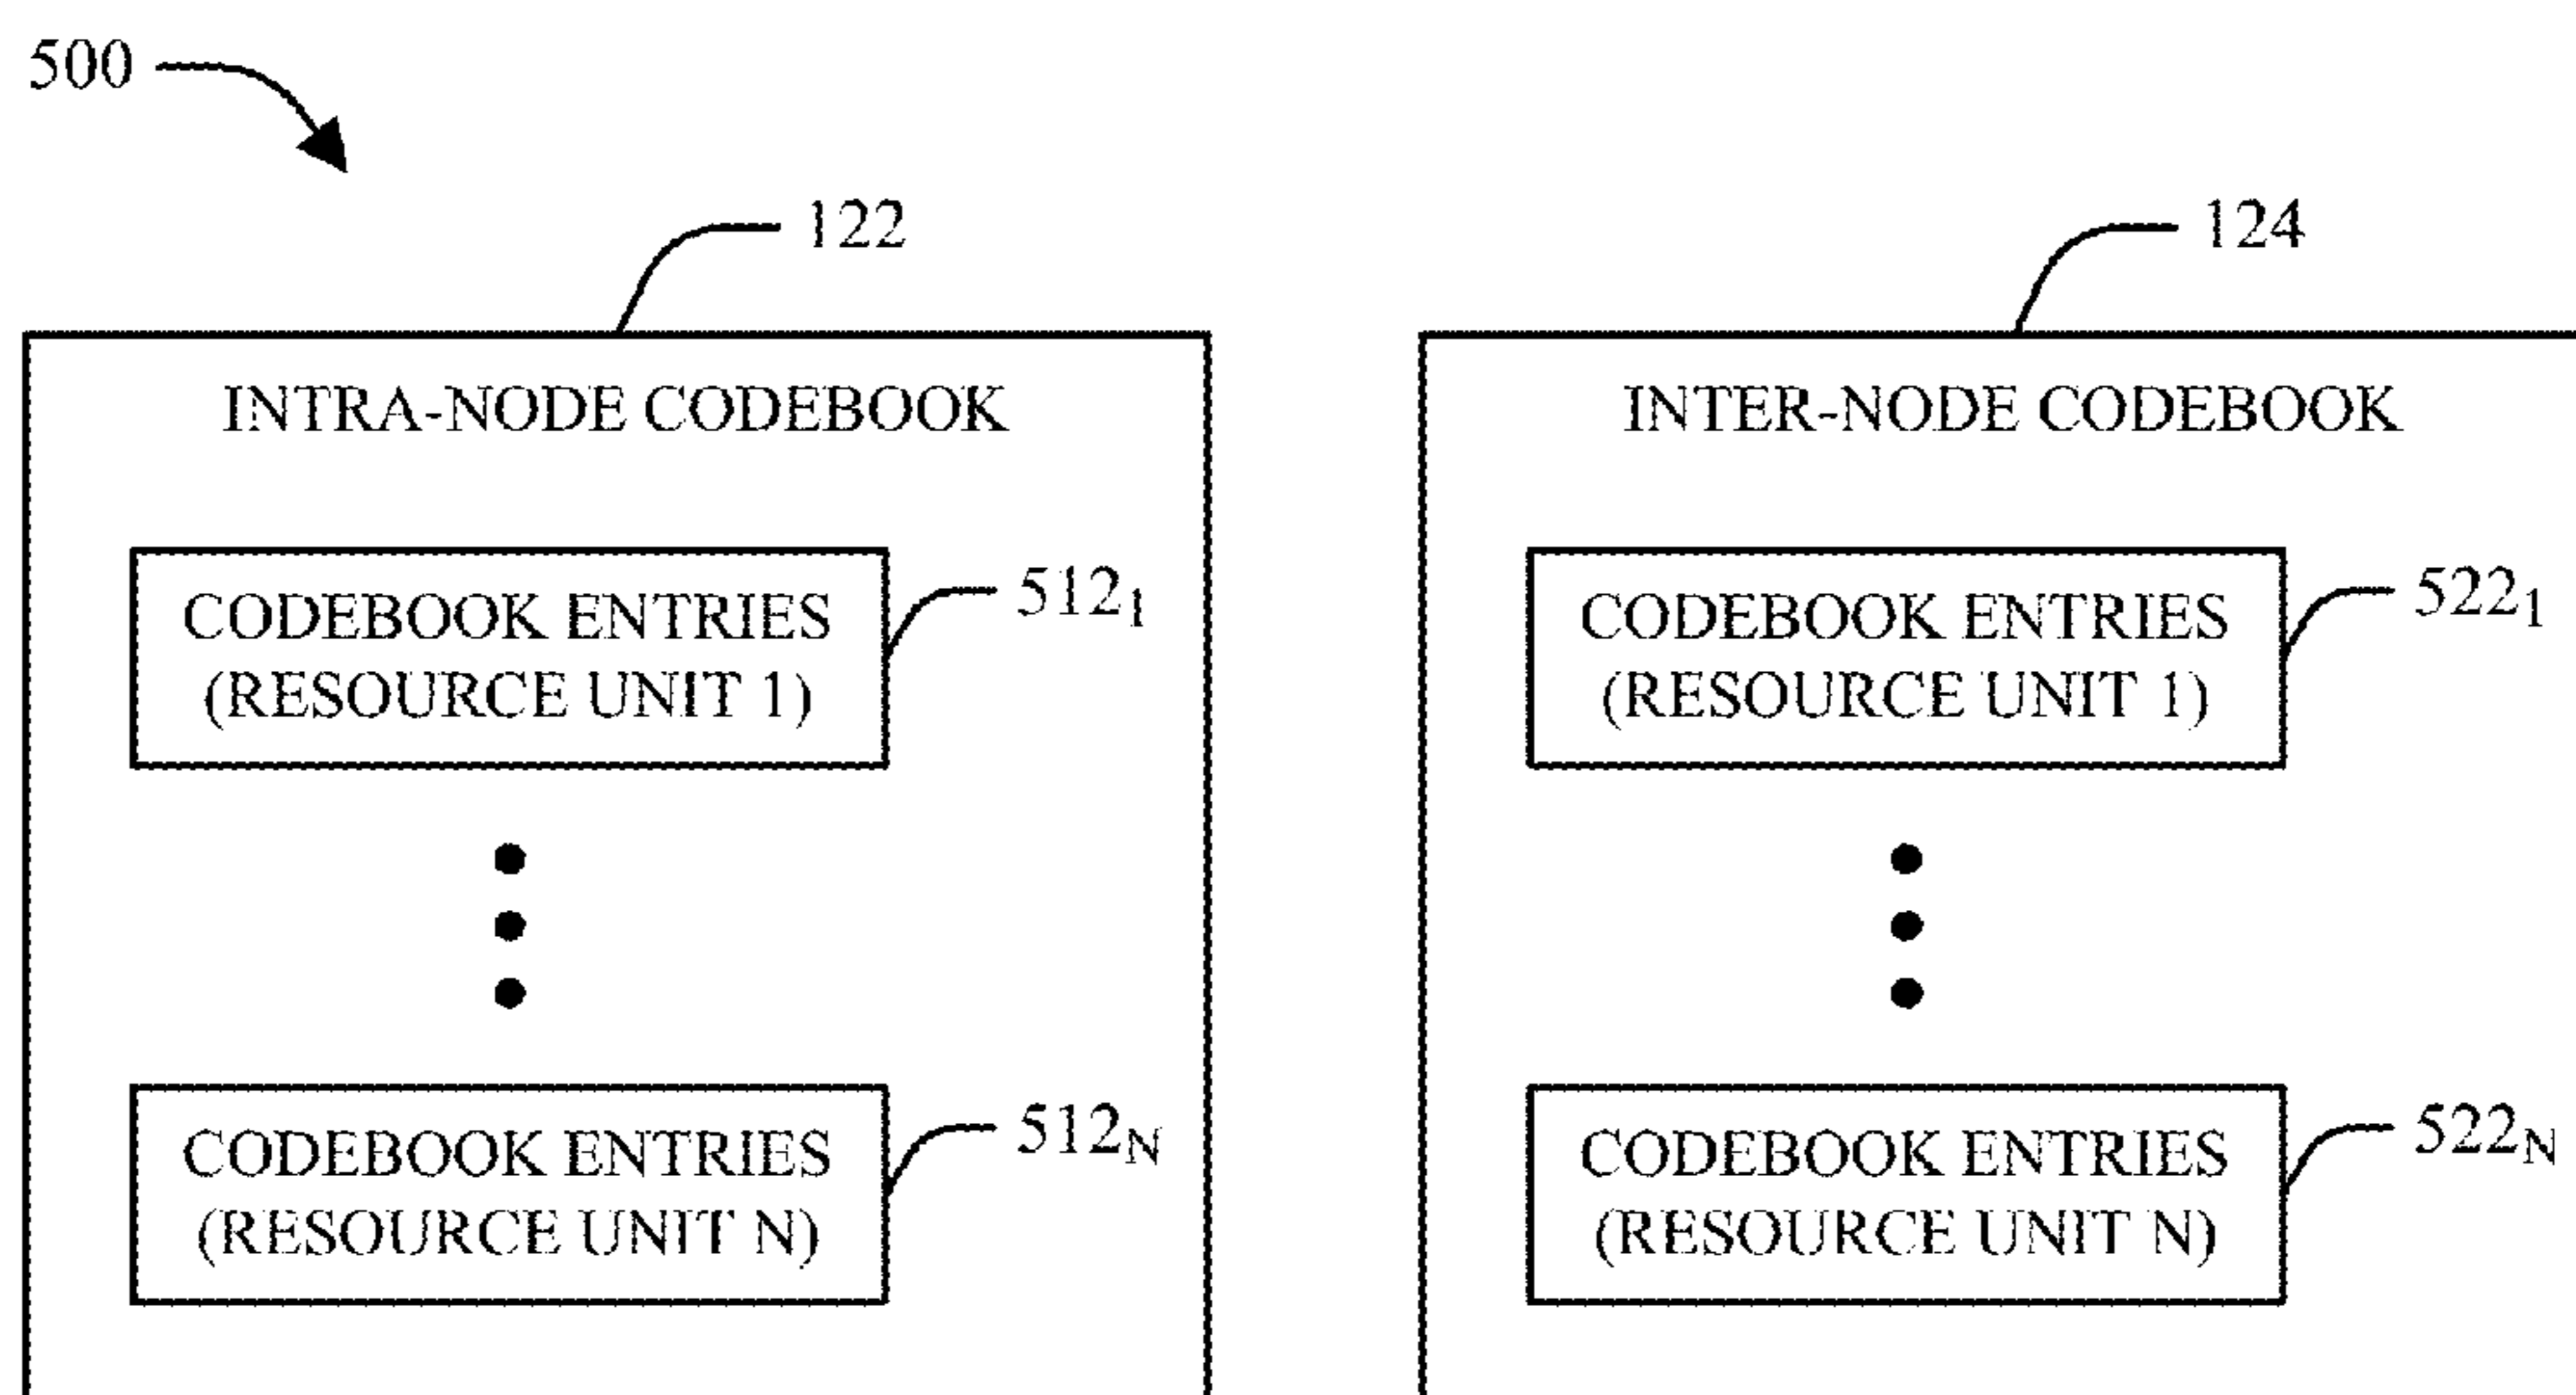 500
122
124
INTRA-NODE CODEBOOK
INTER-NODE CODEBOOK
CODEBOOK ENTRIES
(RESOURCE UNIT 1)
512₁
CODEBOOK ENTRIES
(RESOURCE UNIT 1)
522₁
CODEBOOK ENTRIES
(RESOURCE UNIT N)
512N
CODEBOOK ENTRIES
(RESOURCE UNIT N)
522N